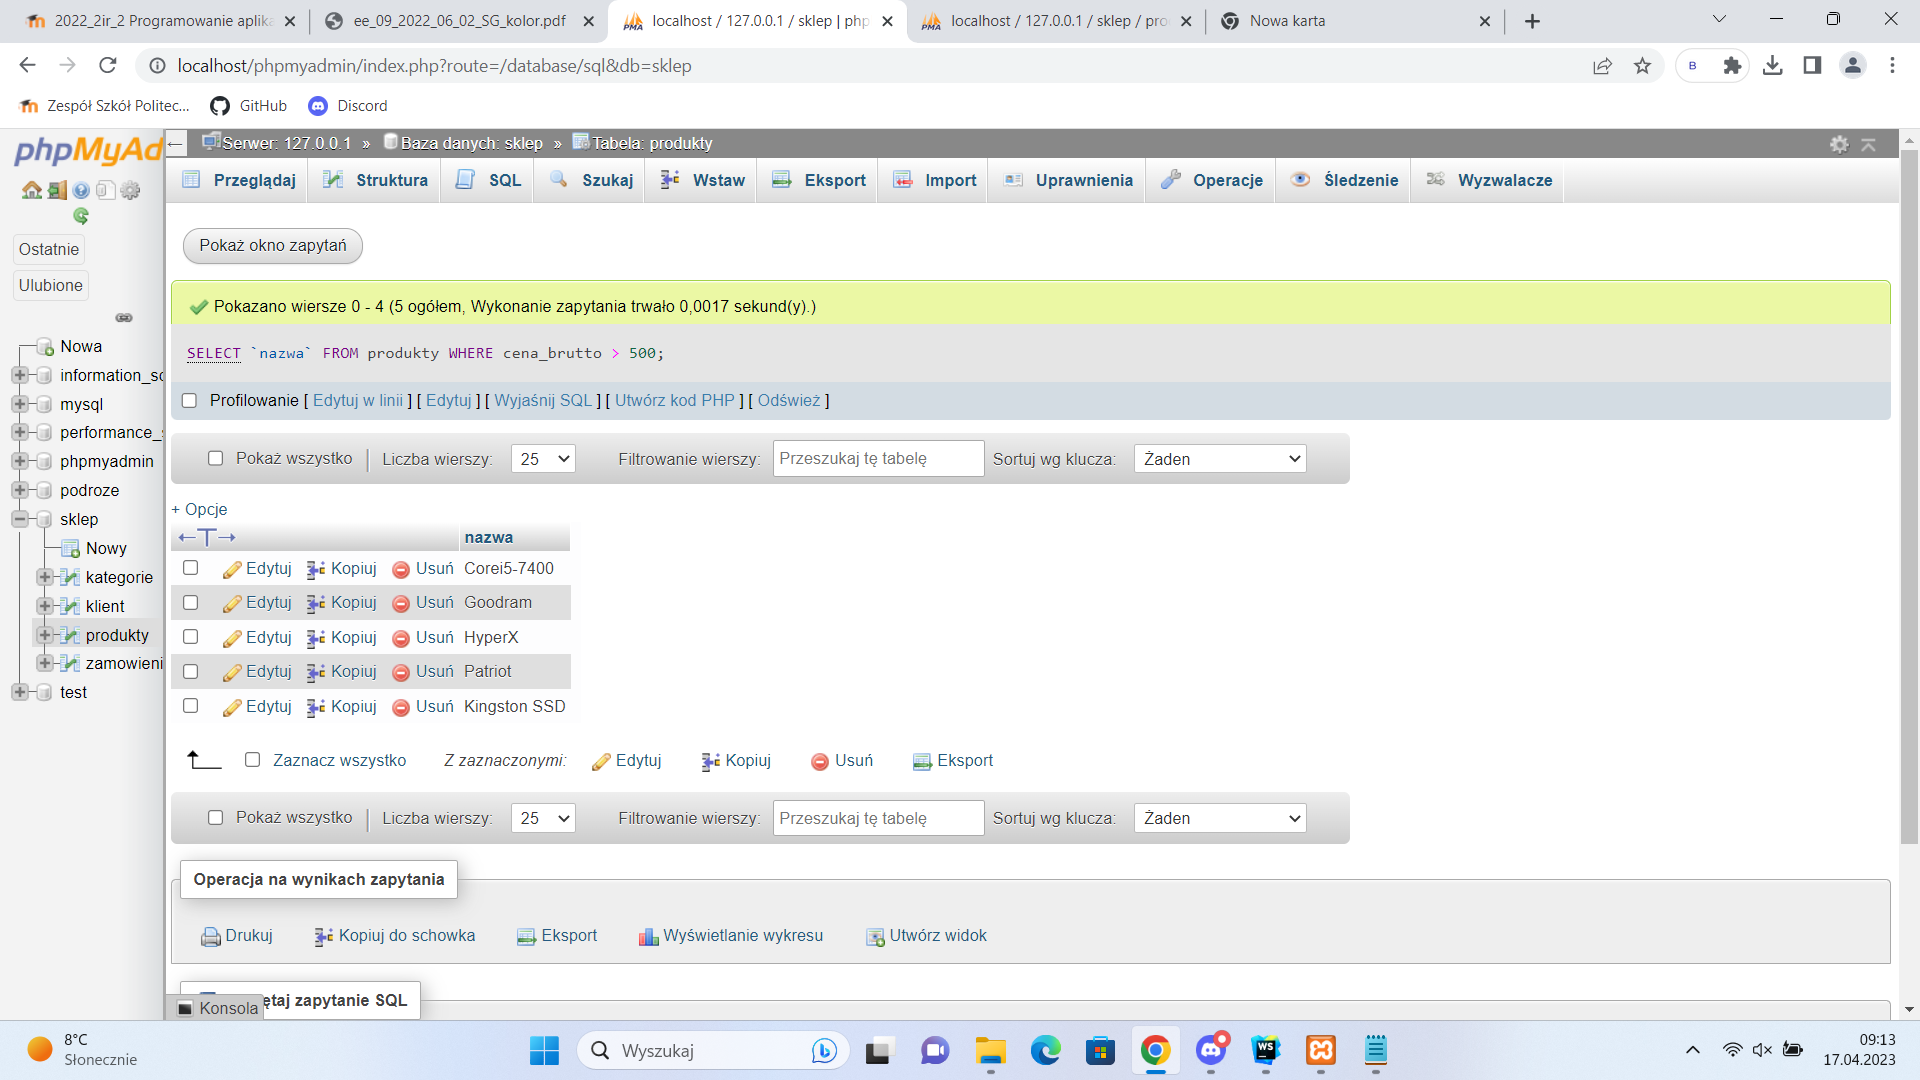 2022_2ir_2 Programowanie aplika
ee_09_2022_06_02_SG_kolor.pdf
localhost / 127.0.0.1 / sklep | php
localhost / 127.0.0.1 / sklep / pro
Nowa karta
localhost/phpmyadmin/index.php?route=/database/sql&db=sklep
B
Zespół Szkół Politec...
GitHub
Discord
phpMyAd
Serwer: 127.0.0.1 » Baza danych: sklep » Tabela: produkty
Przeglądaj
Struktura
SQL
Szukaj
Wstaw
Eksport
Import
Uprawnienia
Operacje
Śledzenie
Wyzwalacze
Ostatnie
Ulubione
Nowa
information_sc
mysql
performance_s
phpmyadmin
podroze
sklep
Nowy
kategorie
klient
produkty
zamowieni
test
Pokaż okno zapytań
Pokazano wiersze 0 - 4 (5 ogółem, Wykonanie zapytania trwało 0,0017 sekund(y).)
SELECT `nazwa` FROM produkty WHERE cena_brutto > 500;
Profilowanie [ Edytuj w linii ] [ Edytuj ] [ Wyjaśnij SQL ] [ Utwórz kod PHP ] [ Odśwież ]
Pokaż wszystko | Liczba wierszy: 25 Filtrowanie wierszy: Przeszukaj tę tabelę Sortuj wg klucza: Żaden
+ Opcje
←T→ nazwa
Edytuj Kopiuj Usuń Corei5-7400
Edytuj Kopiuj Usuń Goodram
Edytuj Kopiuj Usuń HyperX
Edytuj Kopiuj Usuń Patriot
Edytuj Kopiuj Usuń Kingston SSD
Zaznacz wszystko Z zaznaczonymi: Edytuj Kopiuj Usuń Eksport
Pokaż wszystko | Liczba wierszy: 25 Filtrowanie wierszy: Przeszukaj tę tabelę Sortuj wg klucza: Żaden
Operacja na wynikach zapytania
Drukuj Kopiuj do schowka Eksport Wyświetlanie wykresu Utwórz widok
ętaj zapytanie SQL
Konsola
8°C
Słonecznie
Wyszukaj
WS
09:13
17.04.2023